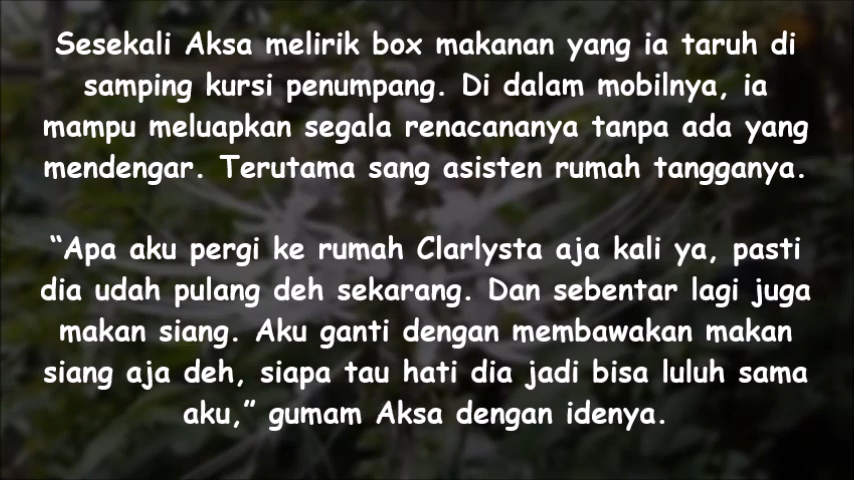 Sesekali Aksa melirik box makanan yang ia taruh di
samping kursi penumpang. Di dalam mobilnya, ia
mampu meluapkan segala renacananya tanpa ada yang
mendengar. Terutama sang asisten rumah tangganya.
“Apa aku pergi ke rumah Clarlysta aja kali ya, pasti
dia udah pulang deh sekarang. Dan sebentar lagi juga
makan siang. Aku ganti dengan membawakan makan
siang aja deh, siapa tau hati dia jadi bisa luluh sama
aku,” gumam Aksa dengan idenya.